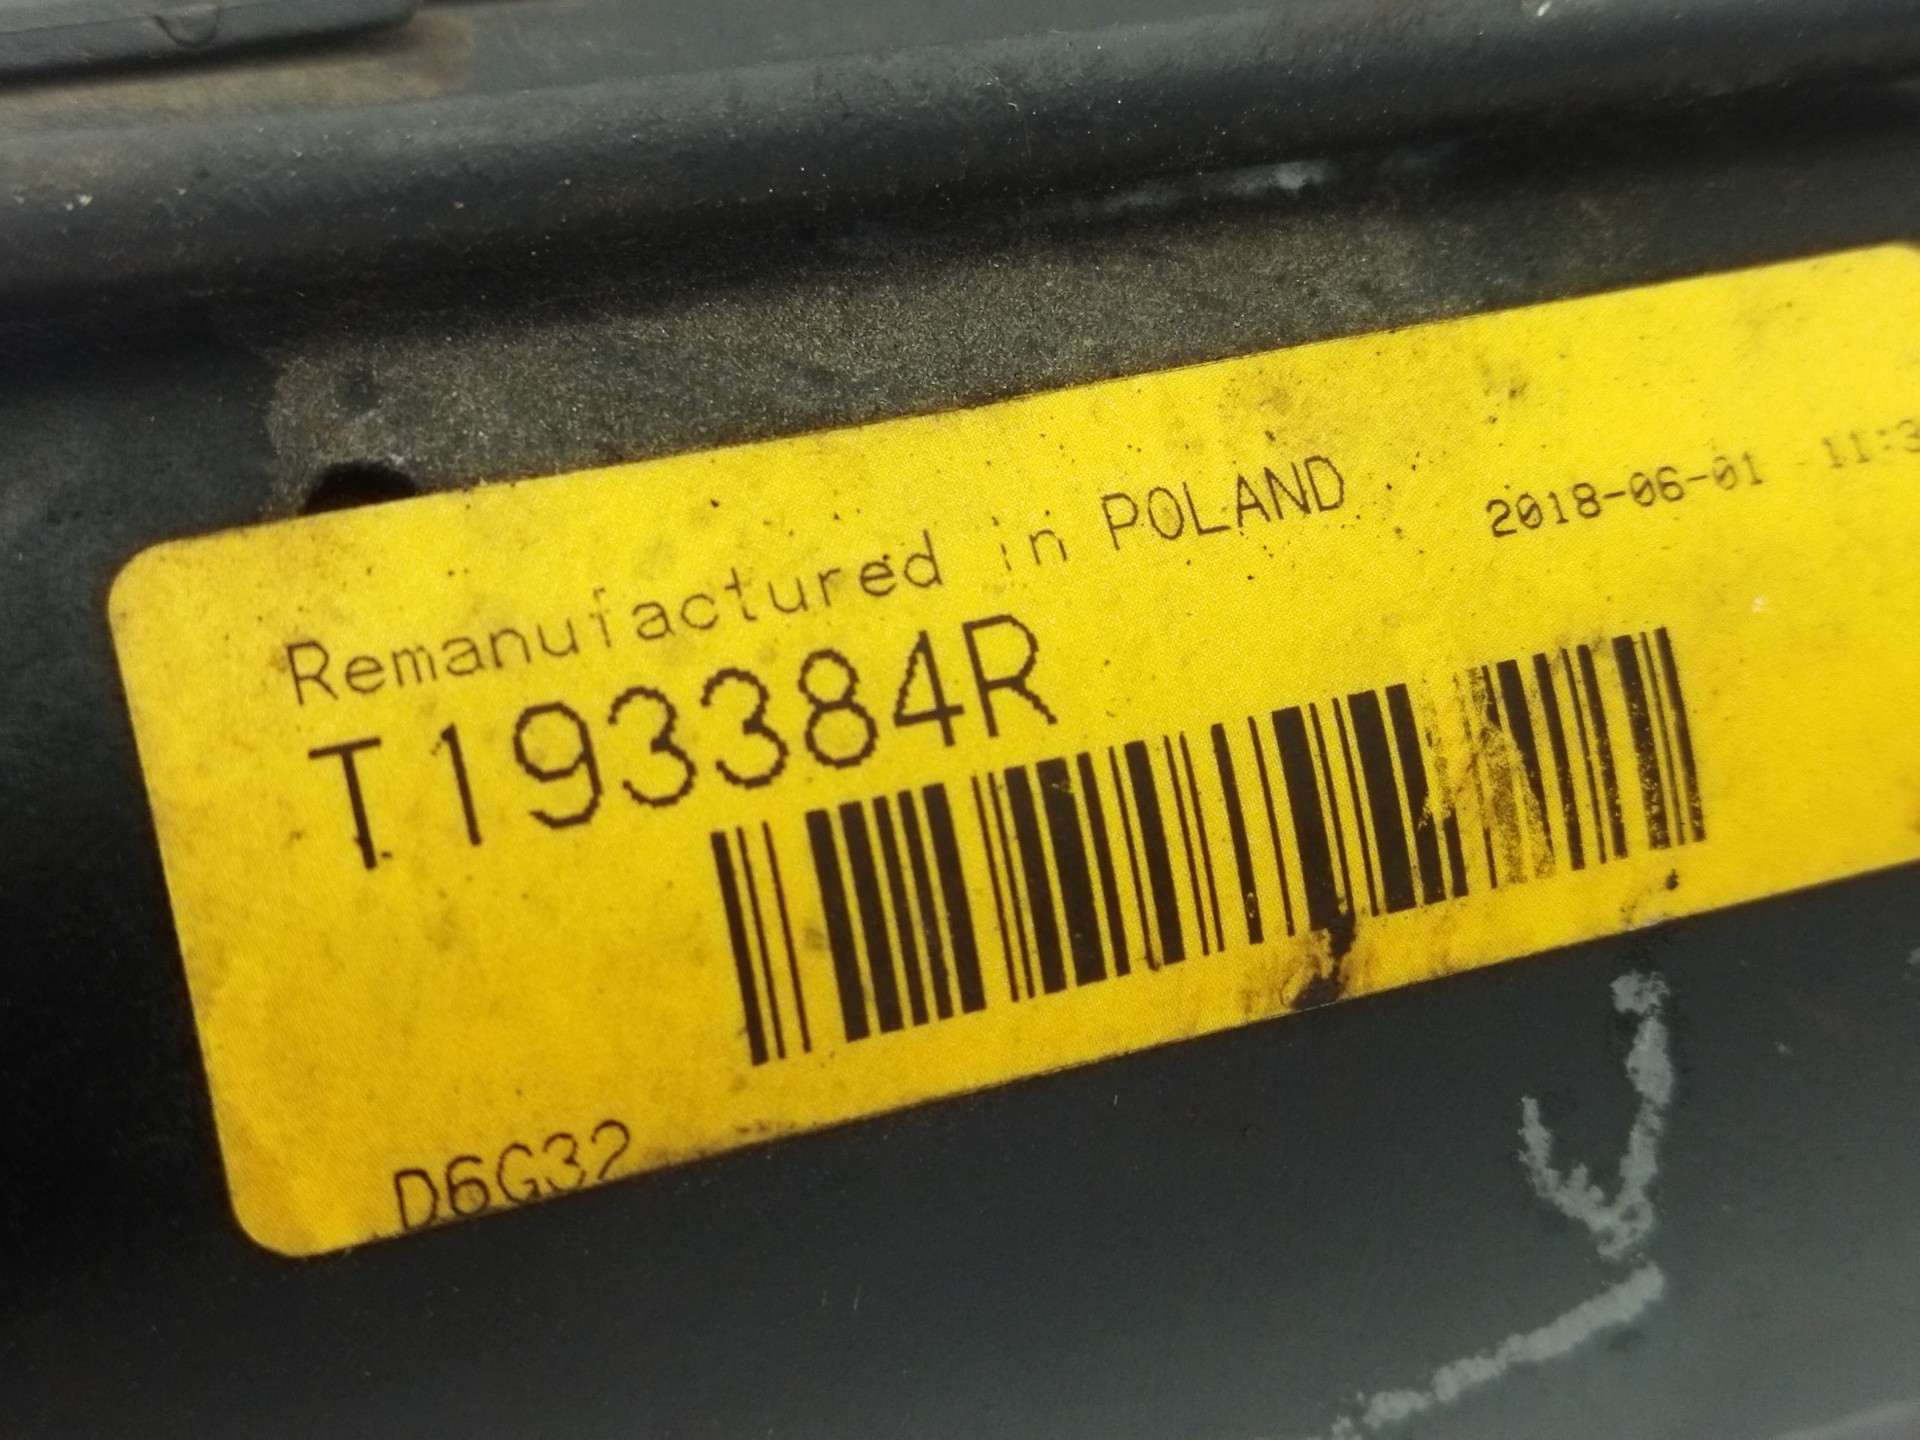 Remanufactured in POLAND 2018-06-01
T193384R
D6G32